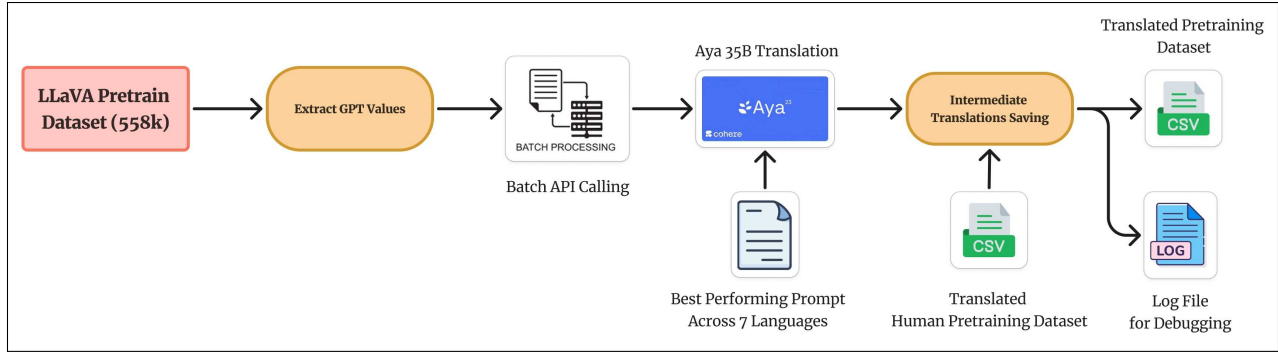 LLaVA Pretrain
Dataset (558k)
Extract GPT Values
BATCH PROCESSING
Batch API Calling
Aya 35B Translation
Aya 23
cohere
Best Performing Prompt
Across 7 Languages
Intermediate
Translations Saving
CSV
Translated
Human Pretraining Dataset
Translated Pretraining
Dataset
CSV
LOG
Log File
for Debugging